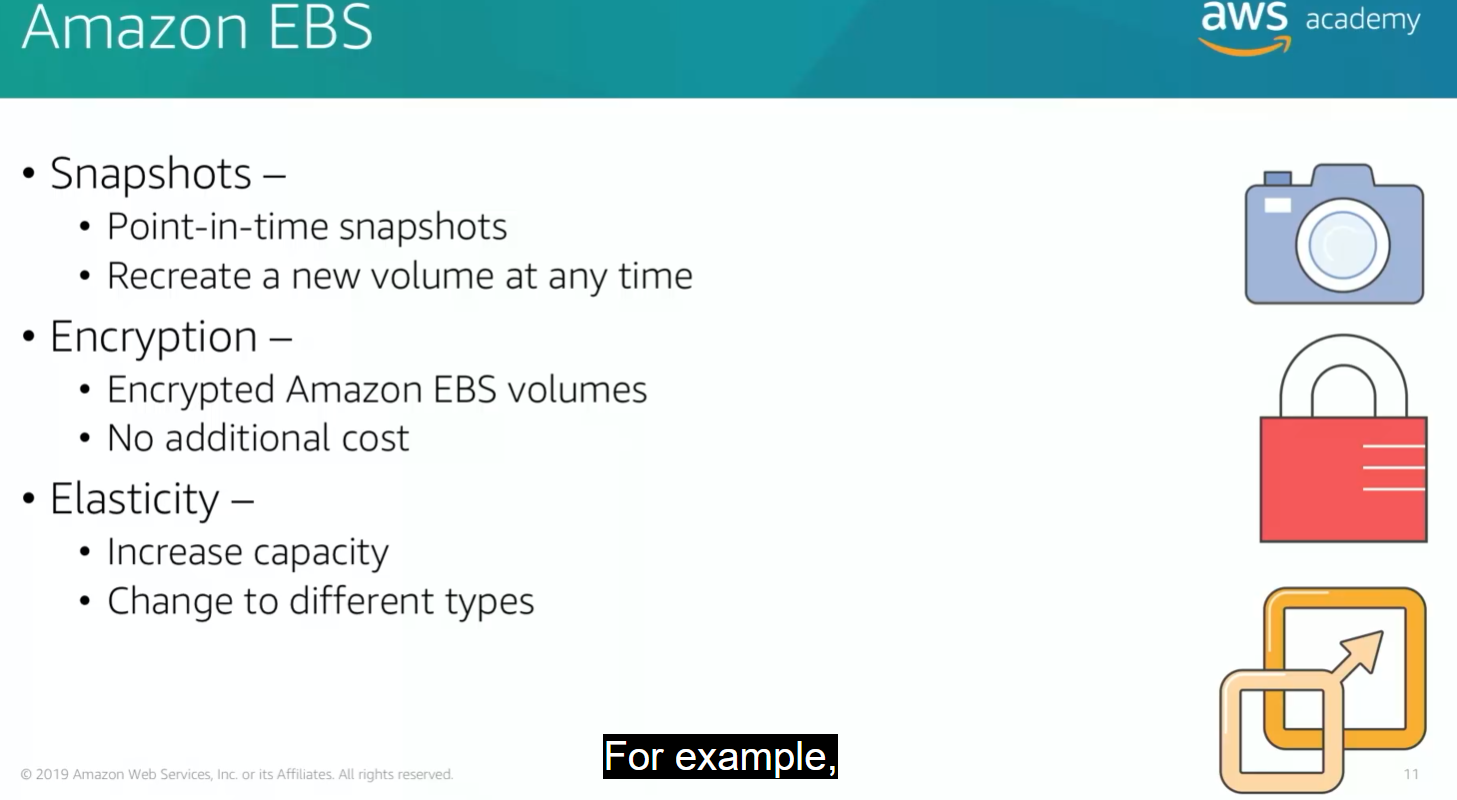 Amazon EBS
aws academy
• Snapshots –
• Point-in-time snapshots
• Recreate a new volume at any time
• Encryption –
• Encrypted Amazon EBS volumes
• No additional cost
• Elasticity –
• Increase capacity
• Change to different types
For example,
© 2019 Amazon Web Services, Inc. or its Affiliates. All rights reserved.
11